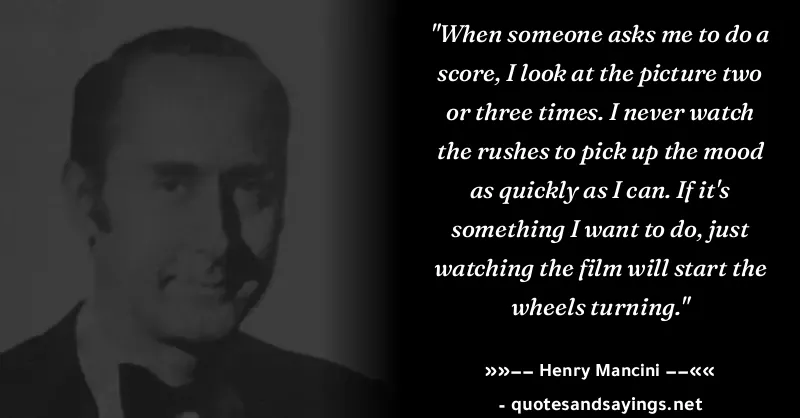 "When someone asks me to do a
score, I look at the picture two
or three times. I never watch
the rushes to pick up the mood
as quickly as I can. If it's
something I want to do, just
watching the film will start the
wheels turning."
»»−− Henry Mancini −−««
- quotesandsayings.net